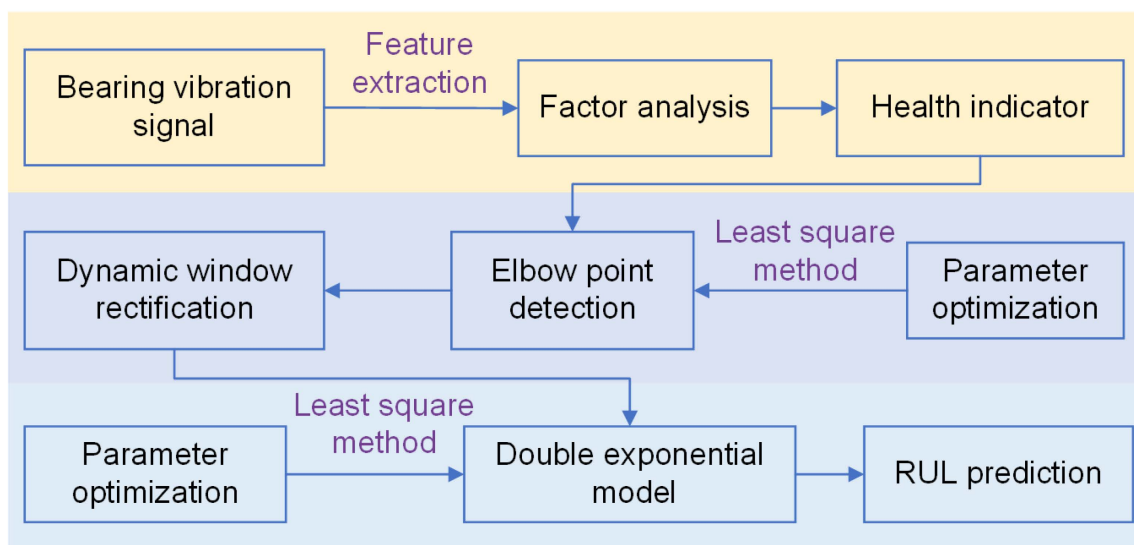 Feature
extraction
Bearing vibration
signal
Factor analysis
Health indicator
Dynamic window
rectification
Elbow point
detection
Least square
method
Parameter
optimization
Least square
method
Parameter
optimization
Double exponential
model
RUL prediction